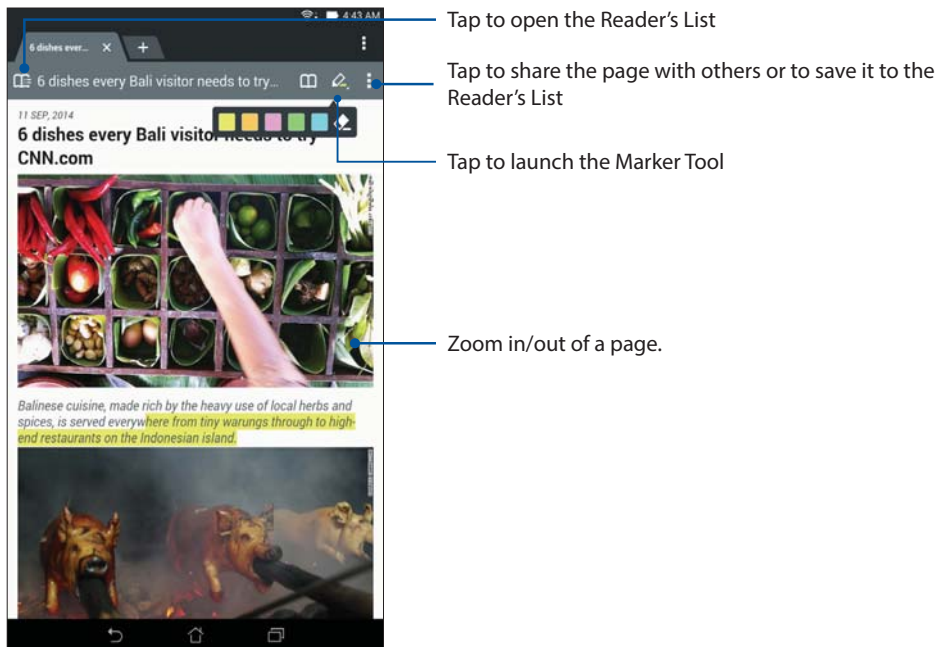 4:43 AM
6 dishes ever...
6 dishes every Bali visitor needs to try...
11 SEP, 2014
6 dishes every Bali visitor needs to try
CNN.com
Balinese cuisine, made rich by the heavy use of local herbs and
spices, is served everywhere from tiny warungs through to high-
end restaurants on the Indonesian island.
Tap to open the Reader’s List
Tap to share the page with others or to save it to the
Reader’s List
Tap to launch the Marker Tool
Zoom in/out of a page.